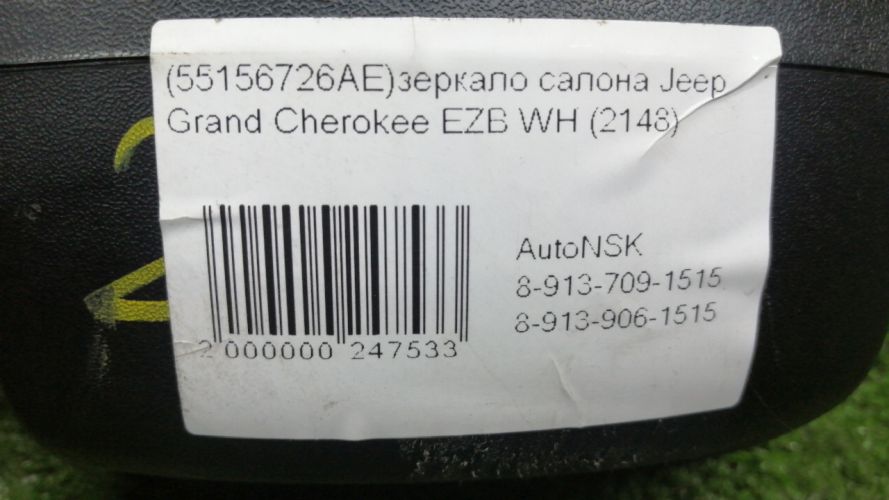 (55156726AE)зеркало салона Jeep
Grand Cherokee EZB WH (2148)
AutoNSK
8-913-709-1515
8-913-906-1515
2 000000 247533